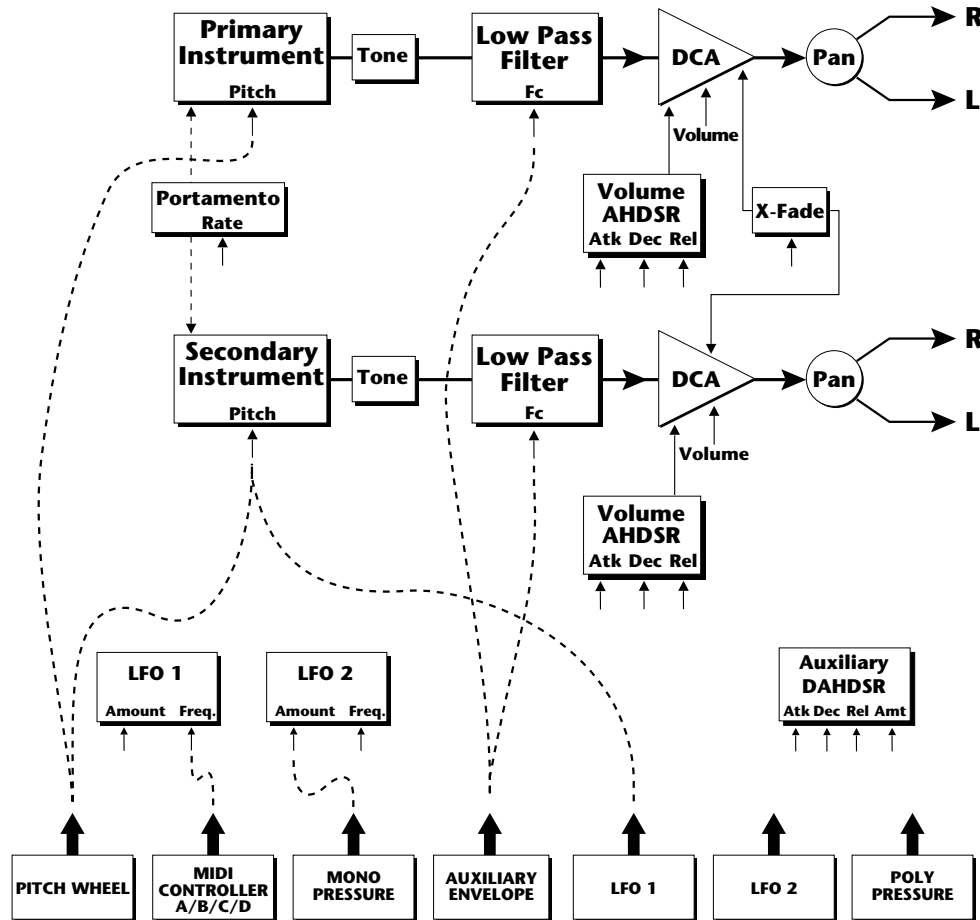 Primary
Instrument
Pitch
Tone
Low Pass
Filter
Fc
DCA
Volume
Pan
R
L
Portamento
Rate
Volume
AHDSR
Atk Dec Rel
X-Fade
Secondary
Instrument
Pitch
Tone
Low Pass
Filter
Fc
DCA
Volume
Pan
R
L
Volume
AHDSR
Atk Dec Rel
LFO 1
Amount Freq.
LFO 2
Amount Freq.
Auxiliary
DAHDSR
Atk Dec Rel Amt
PITCH WHEEL
MIDI
CONTROLLER
A/B/C/D
MONO
PRESSURE
AUXILIARY
ENVELOPE
LFO 1
LFO 2
POLY
PRESSURE